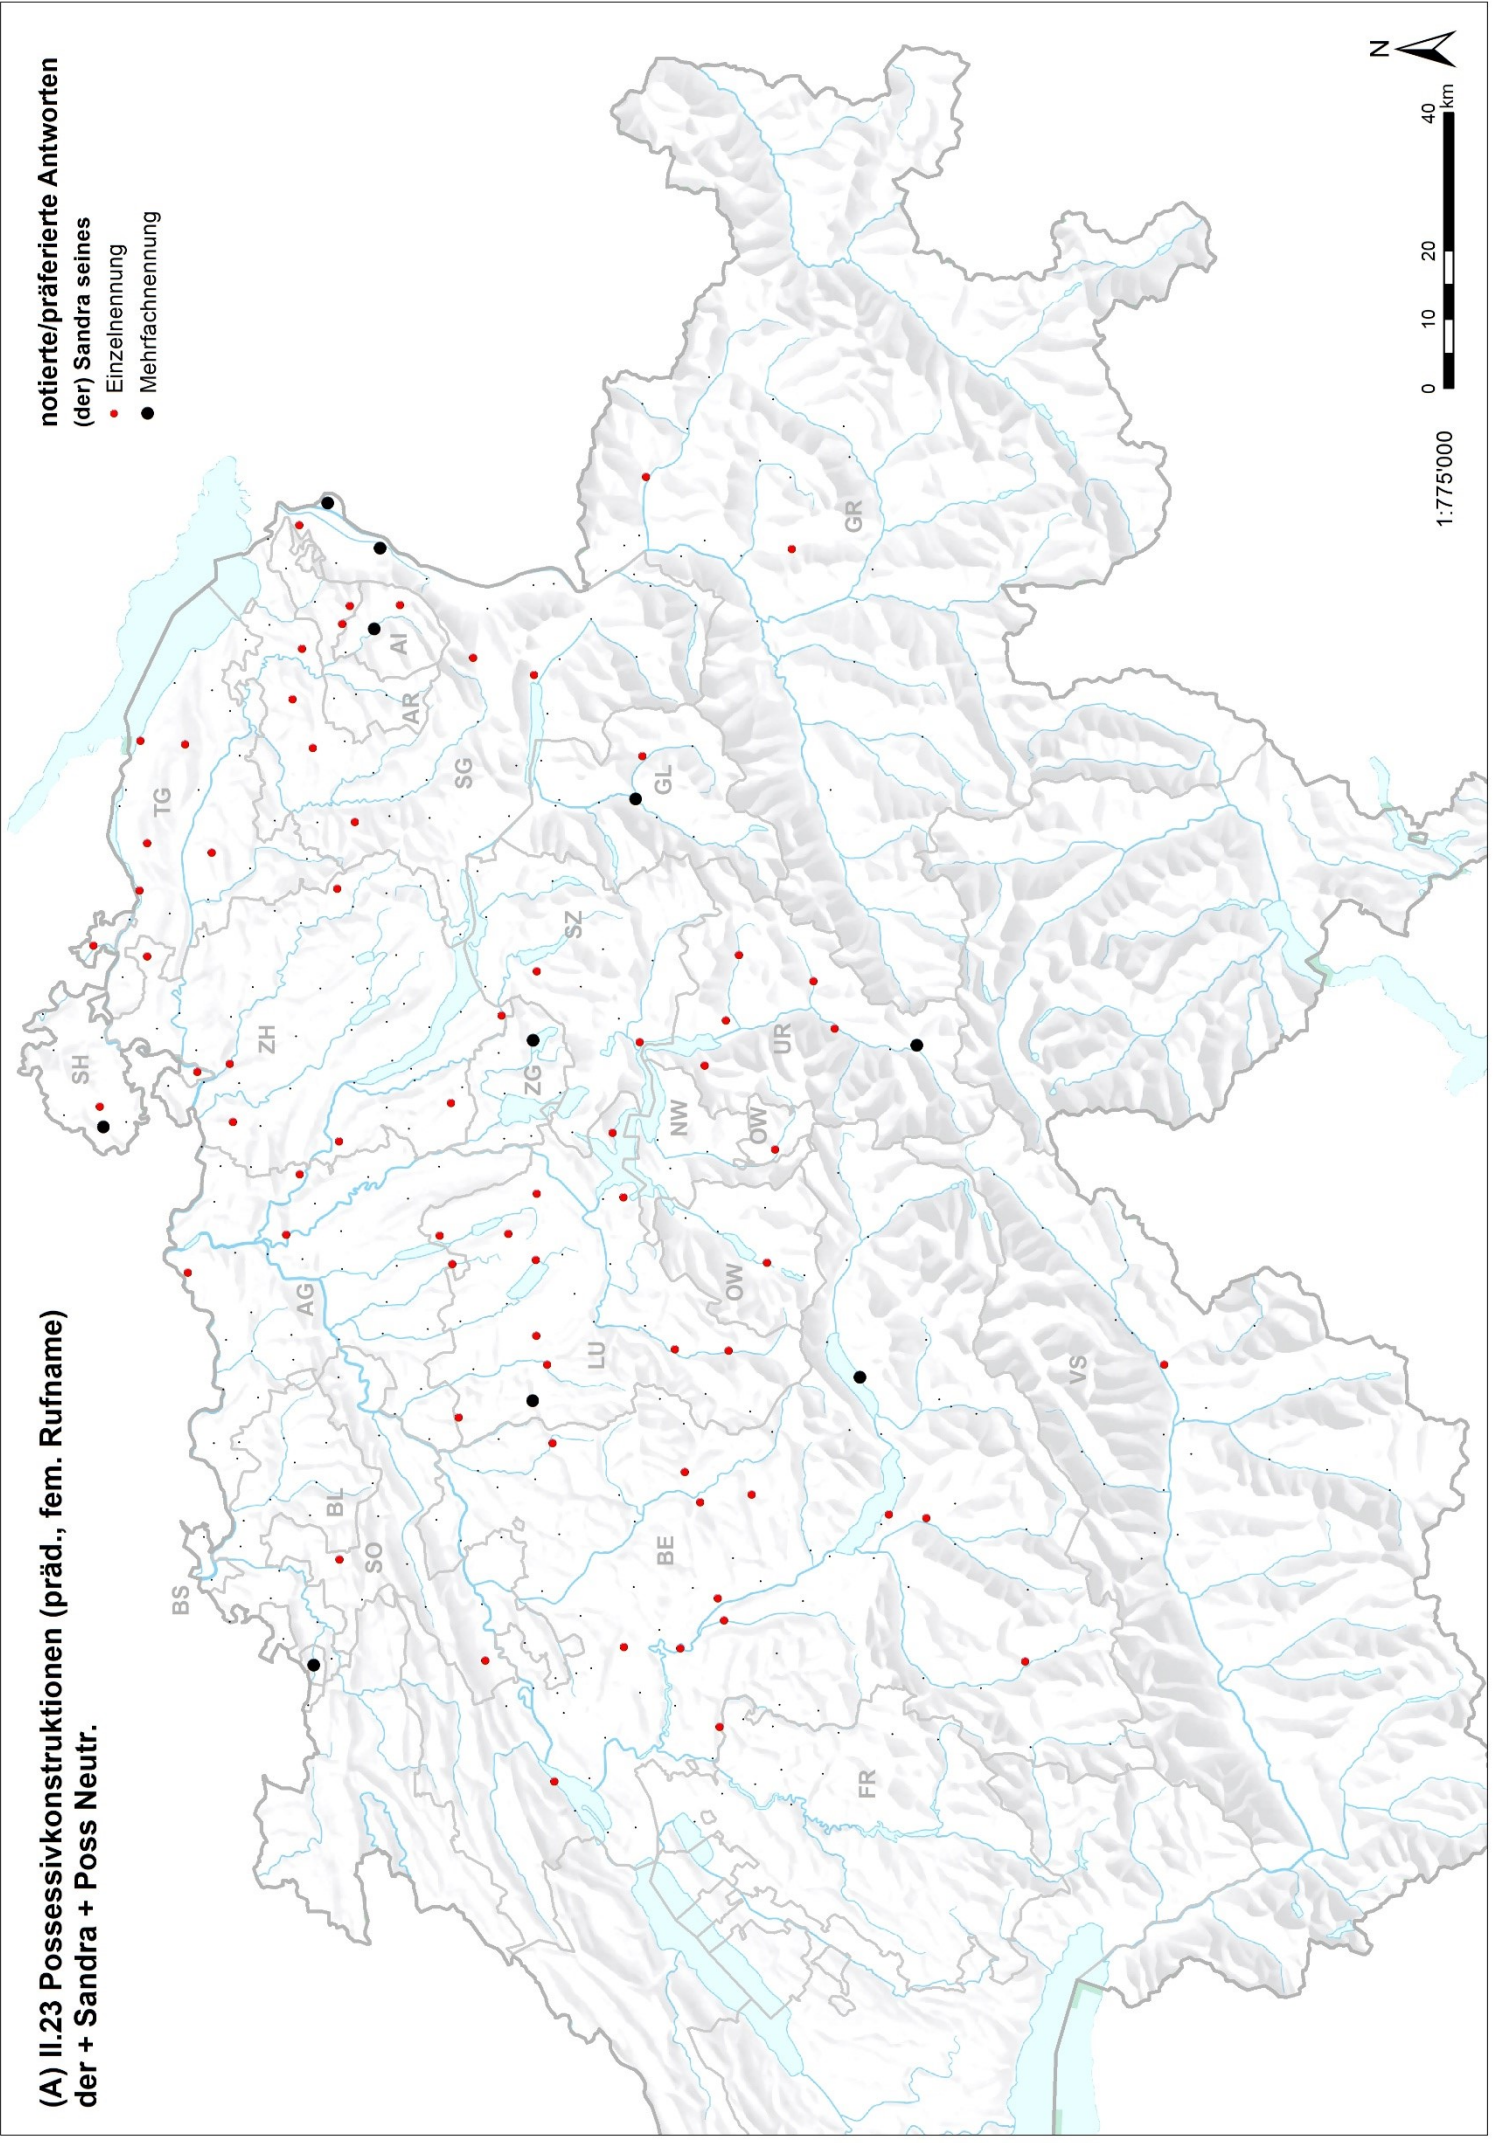 (A) II.23 Possessivkonstruktionen (präd., fem. Rufname)
der + Sandra + Poss Neutr.
notierte/präferierte Antworten
(der) Sandra seines
Einzelnennung
Mehrfachnennung
SH
BS
TG
BL
AG
ZH
SO
AI
AR
SG
LU
ZG
SZ
GL
BE
OW
NW
OW
UR
GR
FR
VS
N
1:775'000
0 10 20 40
km